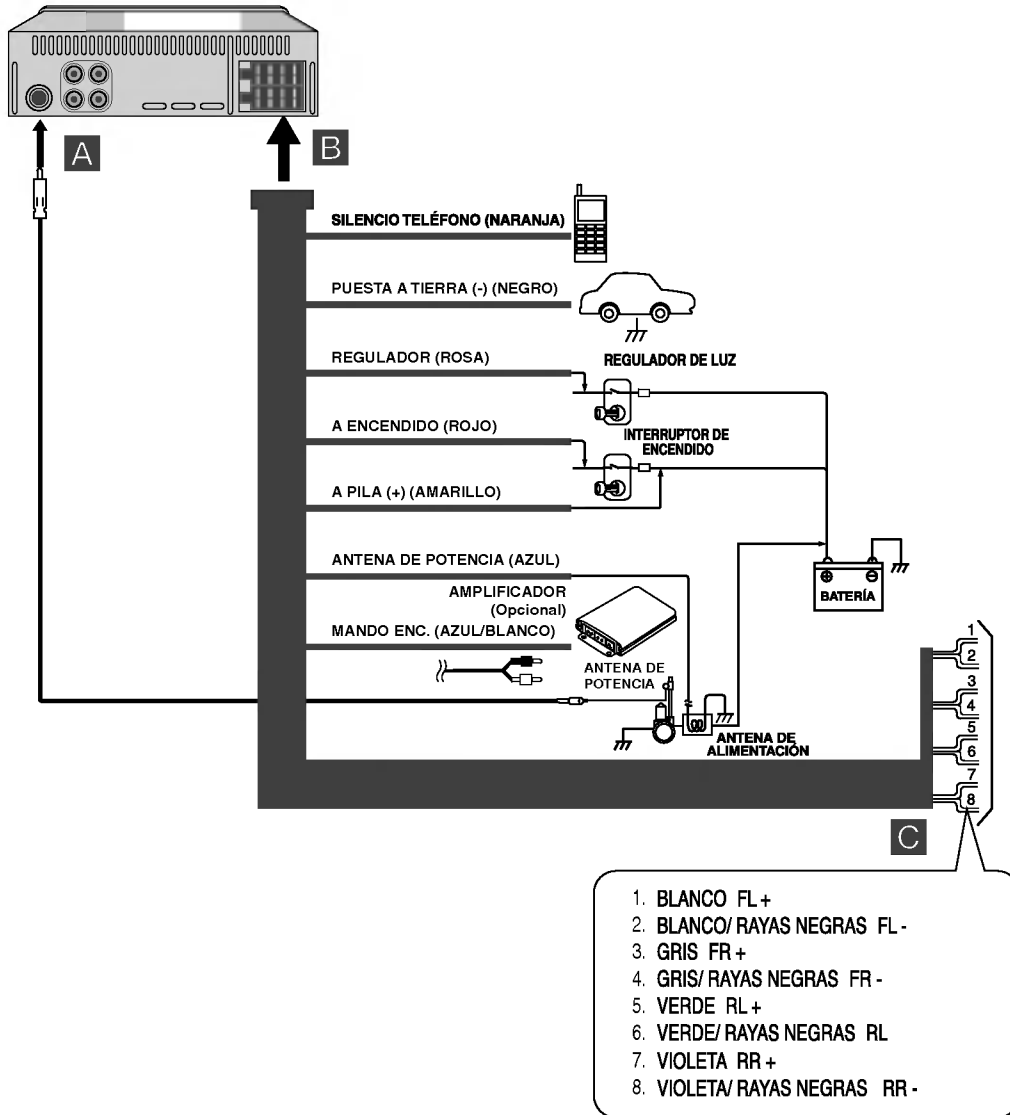 A
B
SILENCIO TELÉFONO (NARANJA)
PUESTA A TIERRA (-) (NEGRO)
REGULADOR (ROSA)
REGULADOR DE LUZ
A ENCENDIDO (ROJO)
INTERRUPTOR DE
ENCENDIDO
A PILA (+) (AMARILLO)
ANTENA DE POTENCIA (AZUL)
BATERÍA
AMPLIFICADOR
(Opcional)
MANDO ENC. (AZUL/BLANCO)
ANTENA DE
POTENCIA
ANTENA DE
ALIMENTACIÓN
1
2
3
4
5
6
7
8
C
1. BLANCO FL +
2. BLANCO/ RAYAS NEGRAS FL -
3. GRIS FR +
4. GRIS/ RAYAS NEGRAS FR -
5. VERDE RL +
6. VERDE/ RAYAS NEGRAS RL
7. VIOLETA RR +
8. VIOLETA/ RAYAS NEGRAS RR -